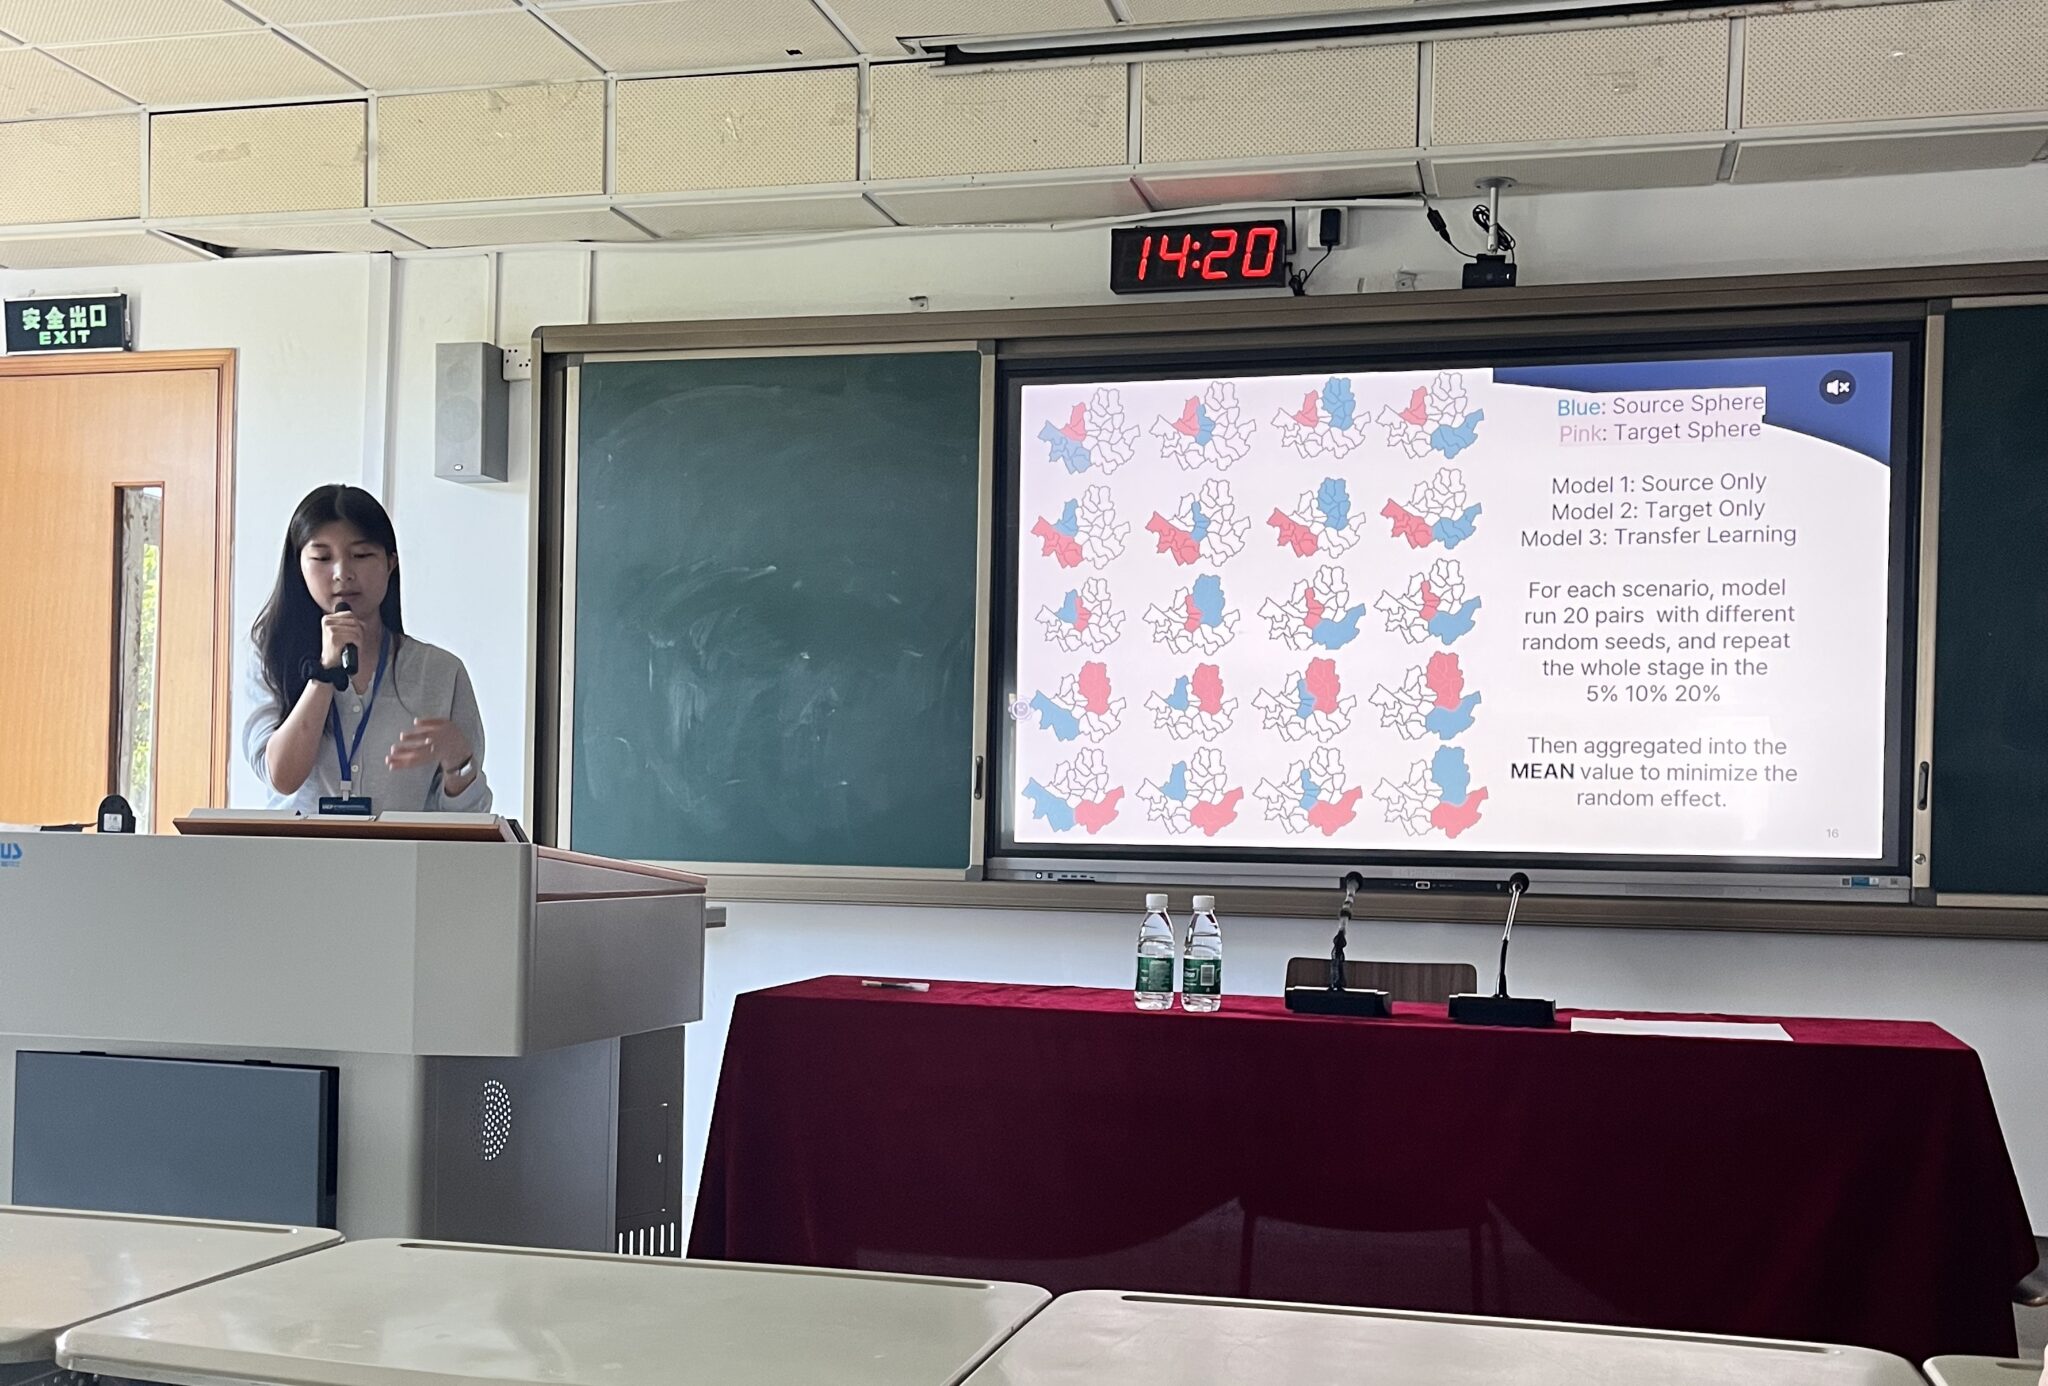 14:20
安全出口
EXIT
Blue: Source Sphere
Pink: Target Sphere
Model 1: Source Only
Model 2: Target Only
Model 3: Transfer Learning
For each scenario, model
run 20 pairs with different
random seeds, and repeat
the whole stage in the
5% 10% 20%
Then aggregated into the
MEAN value to minimize the
random effect.
16